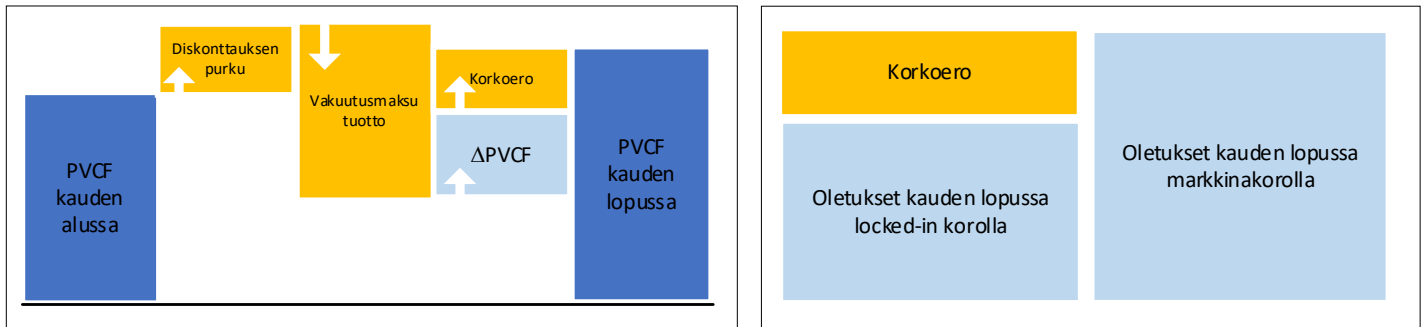 PVCF
kauden
alussa
Diskonttauksen
purku
Vakuutusmaksu
tuotto
Korkoero
ΔPVCF
PVCF
kauden
lopussa
Korkoero
Oletukset kauden lopussa
locked-in korolla
Oletukset kauden lopussa
markkinakorolla